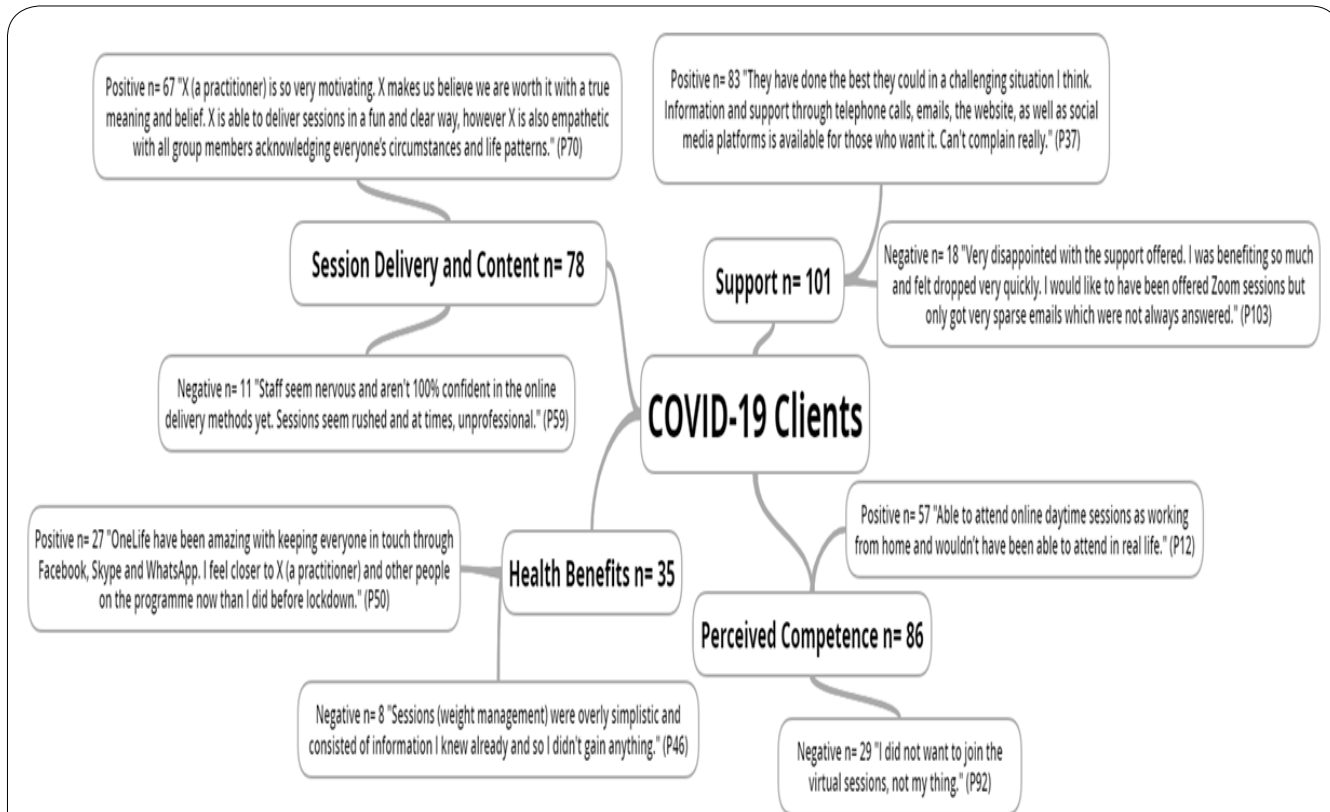 Positive n= 67 "X (a practitioner) is so very motivating. X makes us believe we are worth it with a true
meaning and belief. X is able to deliver sessions in a fun and clear way, however X is also empathetic
with all group members acknowledging everyone's circumstances and life patterns." (P70)
Session Delivery and Content n= 78
Negative n= 11 "Staff seem nervous and aren't 100% confident in the online
delivery methods yet. Sessions seem rushed and at times, unprofessional." (P59)
Positive n= 83 "They have done the best they could in a challenging situation I think.
Information and support through telephone calls, emails, the website, as well as social
media platforms is available for those who want it. Can't complain really." (P37)
Support n= 101
Negative n= 18 "Very disappointed with the support offered. I was benefiting so much
and felt dropped very quickly. I would like to have been offered Zoom sessions but
only got very sparse emails which were not always answered." (P103)
COVID-19 Clients
Positive n= 27 "OneLife have been amazing with keeping everyone in touch through
Facebook, Skype and WhatsApp. I feel closer to X (a practitioner) and other people
on the programme now than I did before lockdown." (P50)
Health Benefits n= 35
Negative n= 8 "Sessions (weight management) were overly simplistic and
consisted of information I knew already and so I didn't gain anything." (P46)
Positive n= 57 "Able to attend online daytime sessions as working
from home and wouldn't have been able to attend in real life." (P12)
Perceived Competence n= 86
Negative n= 29 "I did not want to join the
virtual sessions, not my thing." (P92)